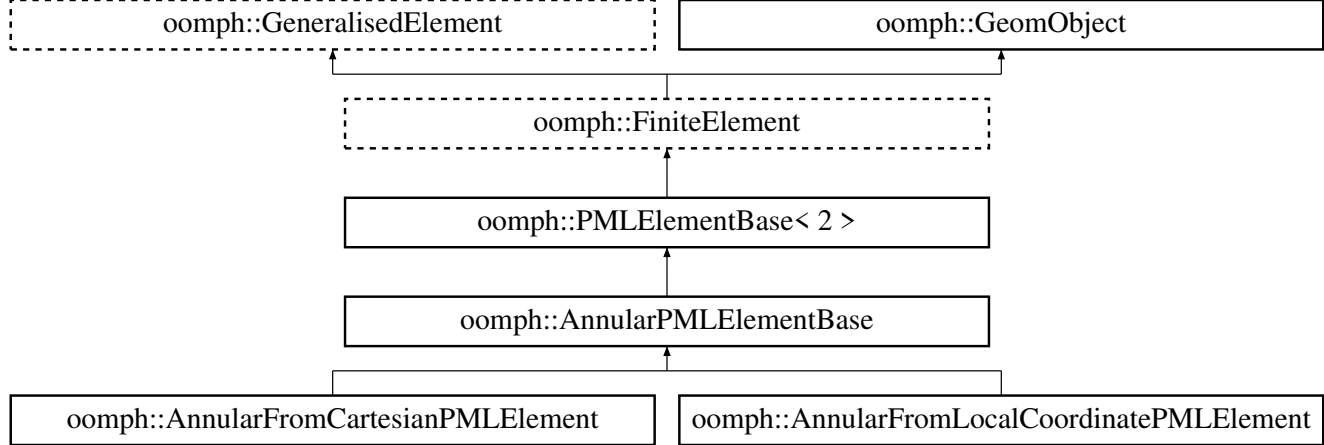 oomph::GeneralisedElement
oomph::GeomObject
oomph::FiniteElement
oomph::PMLElementBase< 2 >
oomph::AnnularPMLElementBase
oomph::AnnularFromCartesianPMLElement
oomph::AnnularFromLocalCoordinatePMLElement